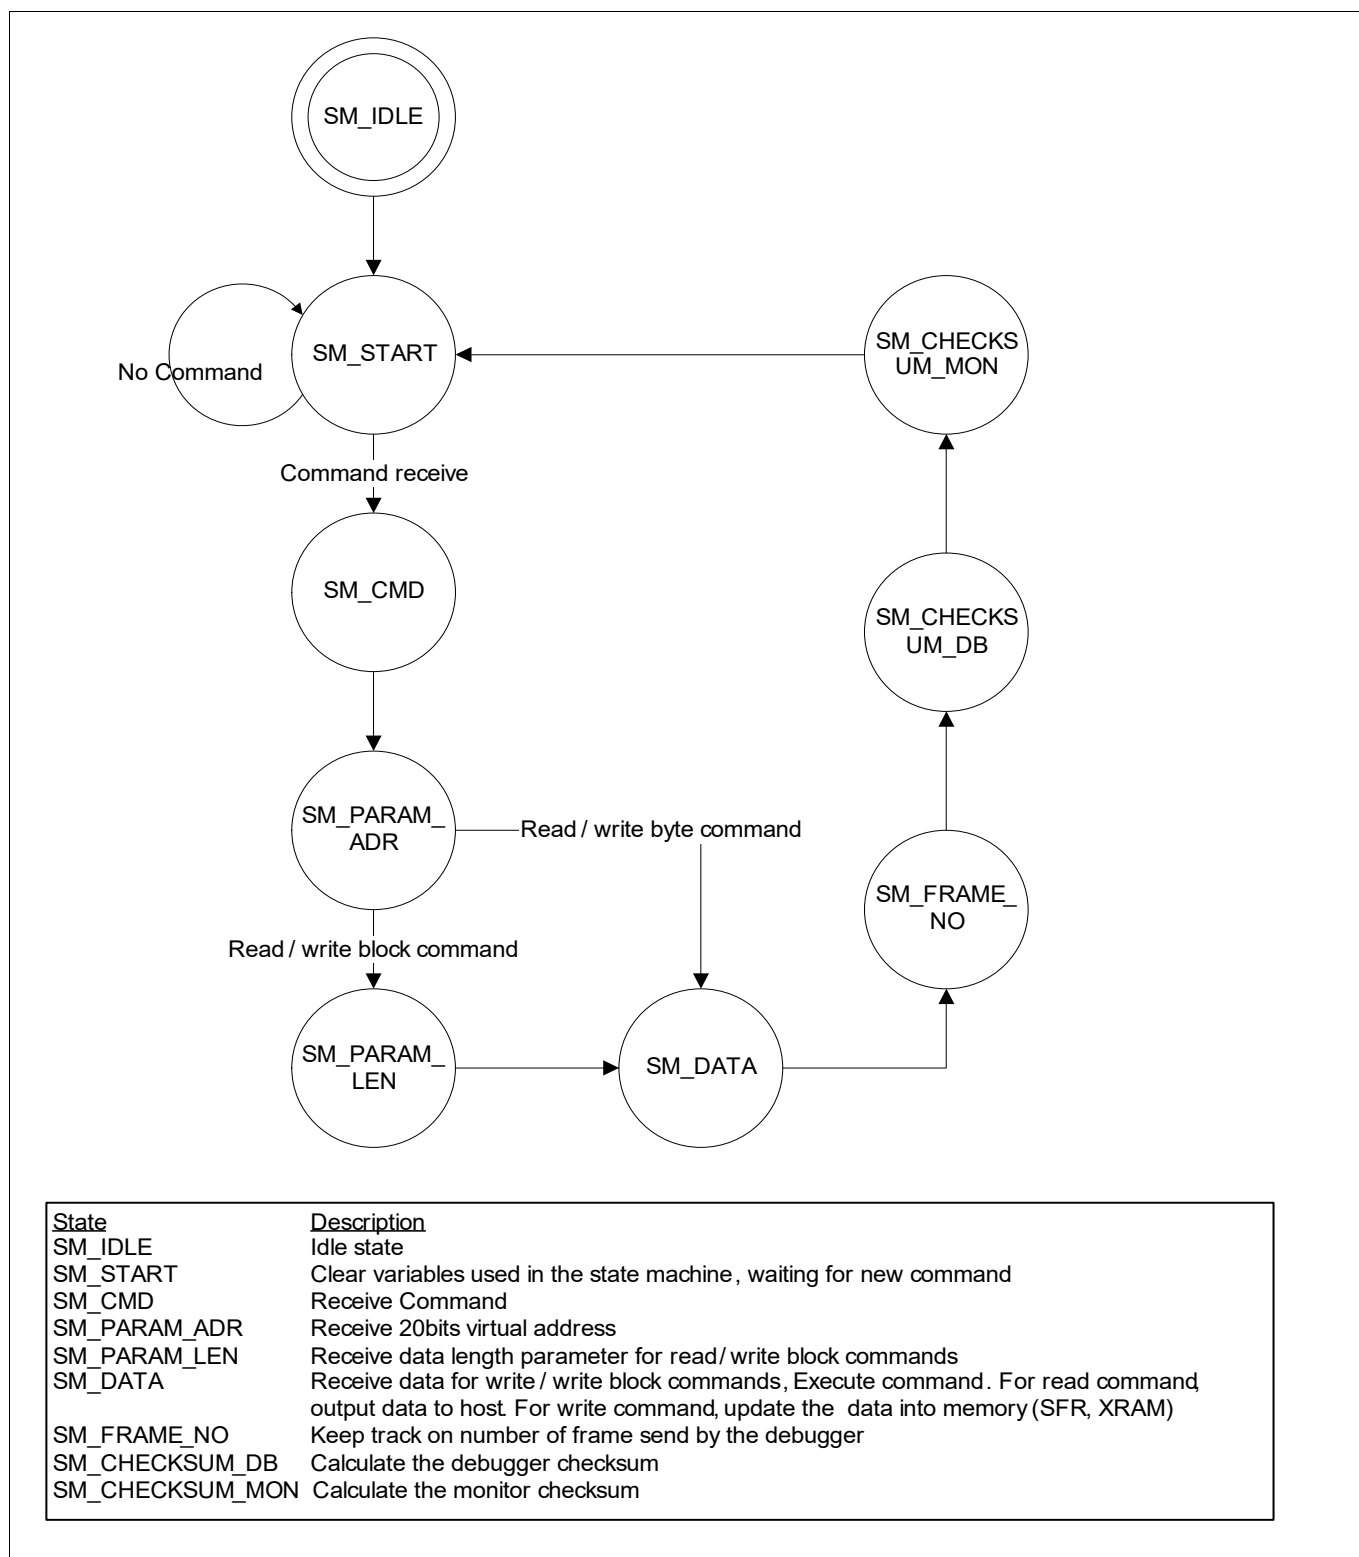 SM_IDLE
SM_START
No Command
SM_CHECKS
UM_MON
Command receive
SM_CMD
SM_CHECKS
UM_DB
SM_PARAM_
ADR
Read / write byte command
SM_FRAME_
NO
Read / write block command
SM_PARAM_
LEN
SM_DATA
State Description
SM_IDLE Idle state
SM_START Clear variables used in the state machine, waiting for new command
SM_CMD Receive Command
SM_PARAM_ADR Receive 20bits virtual address
SM_PARAM_LEN Receive data length parameter for read/ write block commands
SM_DATA Receive data for write / write block commands, Execute command. For read command,
output data to host. For write command, update the data into memory (SFR, XRAM)
SM_FRAME_NO Keep track on number of frame send by the debugger
SM_CHECKSUM_DB Calculate the debugger checksum
SM_CHECKSUM_MON Calculate the monitor checksum